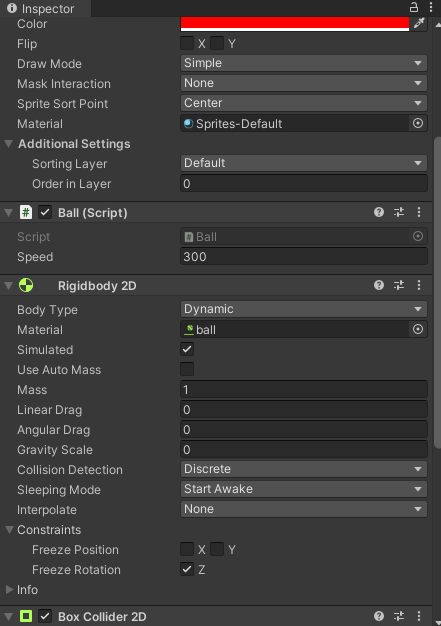 Inspector
Color
Flip X Y
Draw Mode Simple
Mask Interaction None
Sprite Sort Point Center
Material Sprites-Default
Additional Settings
Sorting Layer Default
Order in Layer 0
# Ball (Script)
Script # Ball
Speed 300
Rigidbody 2D
Body Type Dynamic
Material ball
Simulated
Use Auto Mass
Mass 1
Linear Drag 0
Angular Drag 0
Gravity Scale 0
Collision Detection Discrete
Sleeping Mode Start Awake
Interpolate None
Constraints
Freeze Position X Y
Freeze Rotation Z
Info
Box Collider 2D